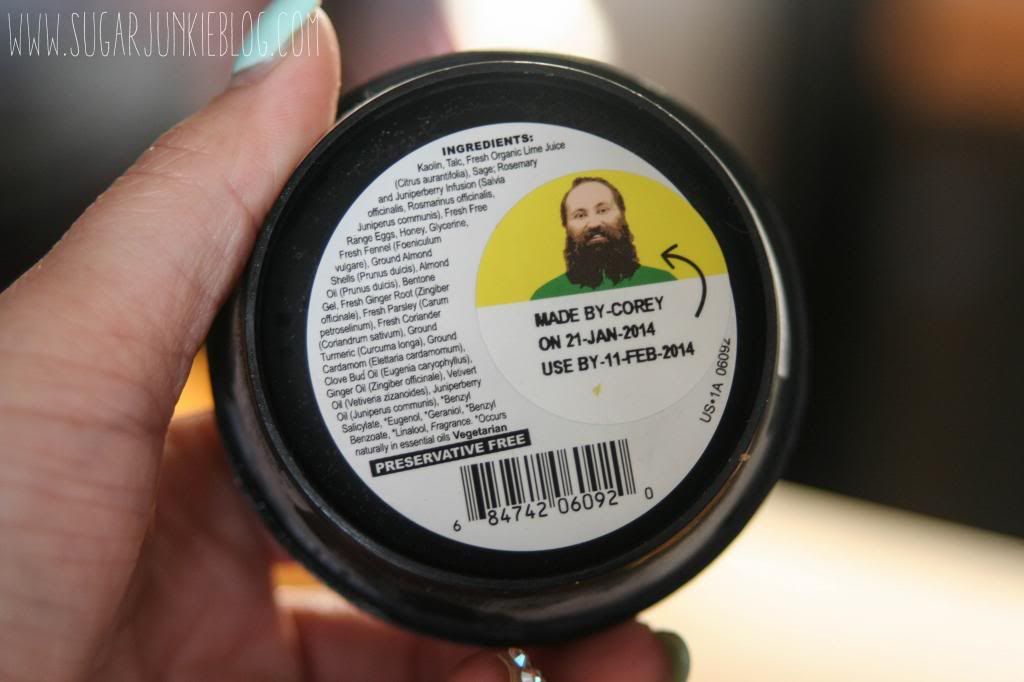 WWW.SUGARJUNKIEBLOG.COM
INGREDIENTS:
Kaolin, Talc, Fresh Organic Lime Juice
(Citrus aurantifolia), Sage; Rosemary
and Juniperberry Infusion (Salvia
officinalis, Rosmarinus officinalis,
Juniperus communis), Fresh Free
Range Eggs, Honey, Glycerine,
Fresh Fennel (Foeniculum
vulgare), Ground Almond
Shells (Prunus dulcis), Almond
Oil (Prunus dulcis), Bentone
Gel, Fresh Ginger Root (Zingiber
officinale), Fresh Parsley (Carum
petroselinum), Fresh Coriander
(Coriandrum sativum), Ground
Turmeric (Curcuma longa), Ground
Cardamom (Elettaria cardamomum),
Clove Bud Oil (Eugenia caryophyllus),
Ginger Oil (Zingiber officinale), Vetivert
Oil (Vetiveria zizanoides), Juniperberry
Oil (Juniperus communis), *Benzyl
Salicylate, *Eugenol, *Geraniol, *Benzyl
Benzoate, *Linalool, Fragrance. *Occurs
naturally in essential oils Vegetarian
PRESERVATIVE FREE
MADE BY-COREY
ON 21-JAN-2014
USE BY-11-FEB-2014
US•1A 06092
6 84742 06092 0